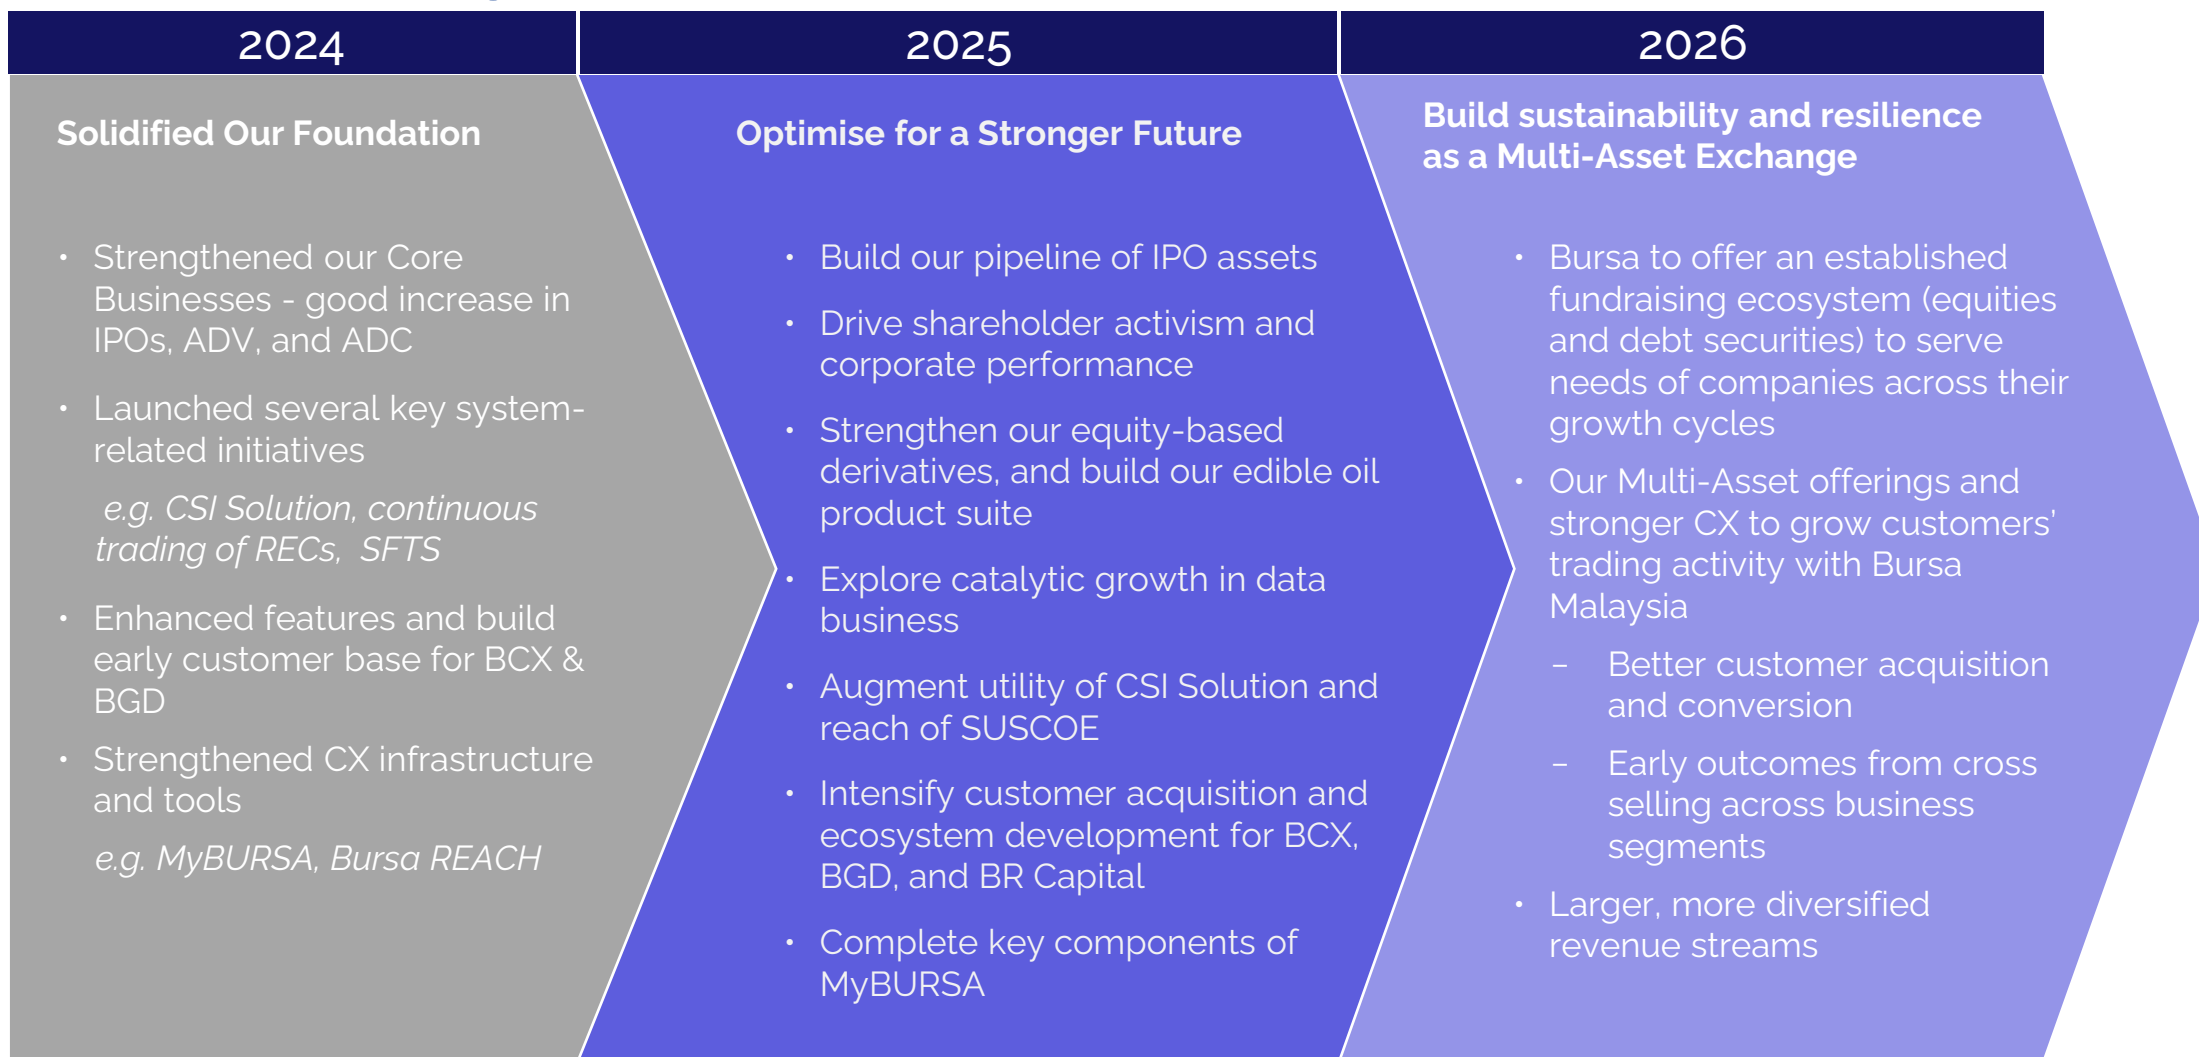 2024
Solidified Our Foundation
• Strengthened our Core
Businesses - good increase in
IPOs, ADV, and ADC
• Launched several key system-
related initiatives
e.g. CSI Solution, continuous
trading of RECs, SFTS
• Enhanced features and build
early customer base for BCX &
BGD
• Strengthened CX infrastructure
and tools
e.g. MyBURSA, Bursa REACH
2025
Optimise for a Stronger Future
• Build our pipeline of IPO assets
• Drive shareholder activism and
corporate performance
• Strengthen our equity-based
derivatives, and build our edible oil
product suite
• Explore catalytic growth in data
business
• Augment utility of CSI Solution and
reach of SUSCOE
• Intensify customer acquisition and
ecosystem development for BCX,
BGD, and BR Capital
• Complete key components of
MyBURSA
2026
Build sustainability and resilience
as a Multi-Asset Exchange
• Bursa to offer an established
fundraising ecosystem (equities
and debt securities) to serve
needs of companies across their
growth cycles
• Our Multi-Asset offerings and
stronger CX to grow customers’
trading activity with Bursa
Malaysia
– Better customer acquisition
and conversion
– Early outcomes from cross
selling across business
segments
• Larger, more diversified
revenue streams